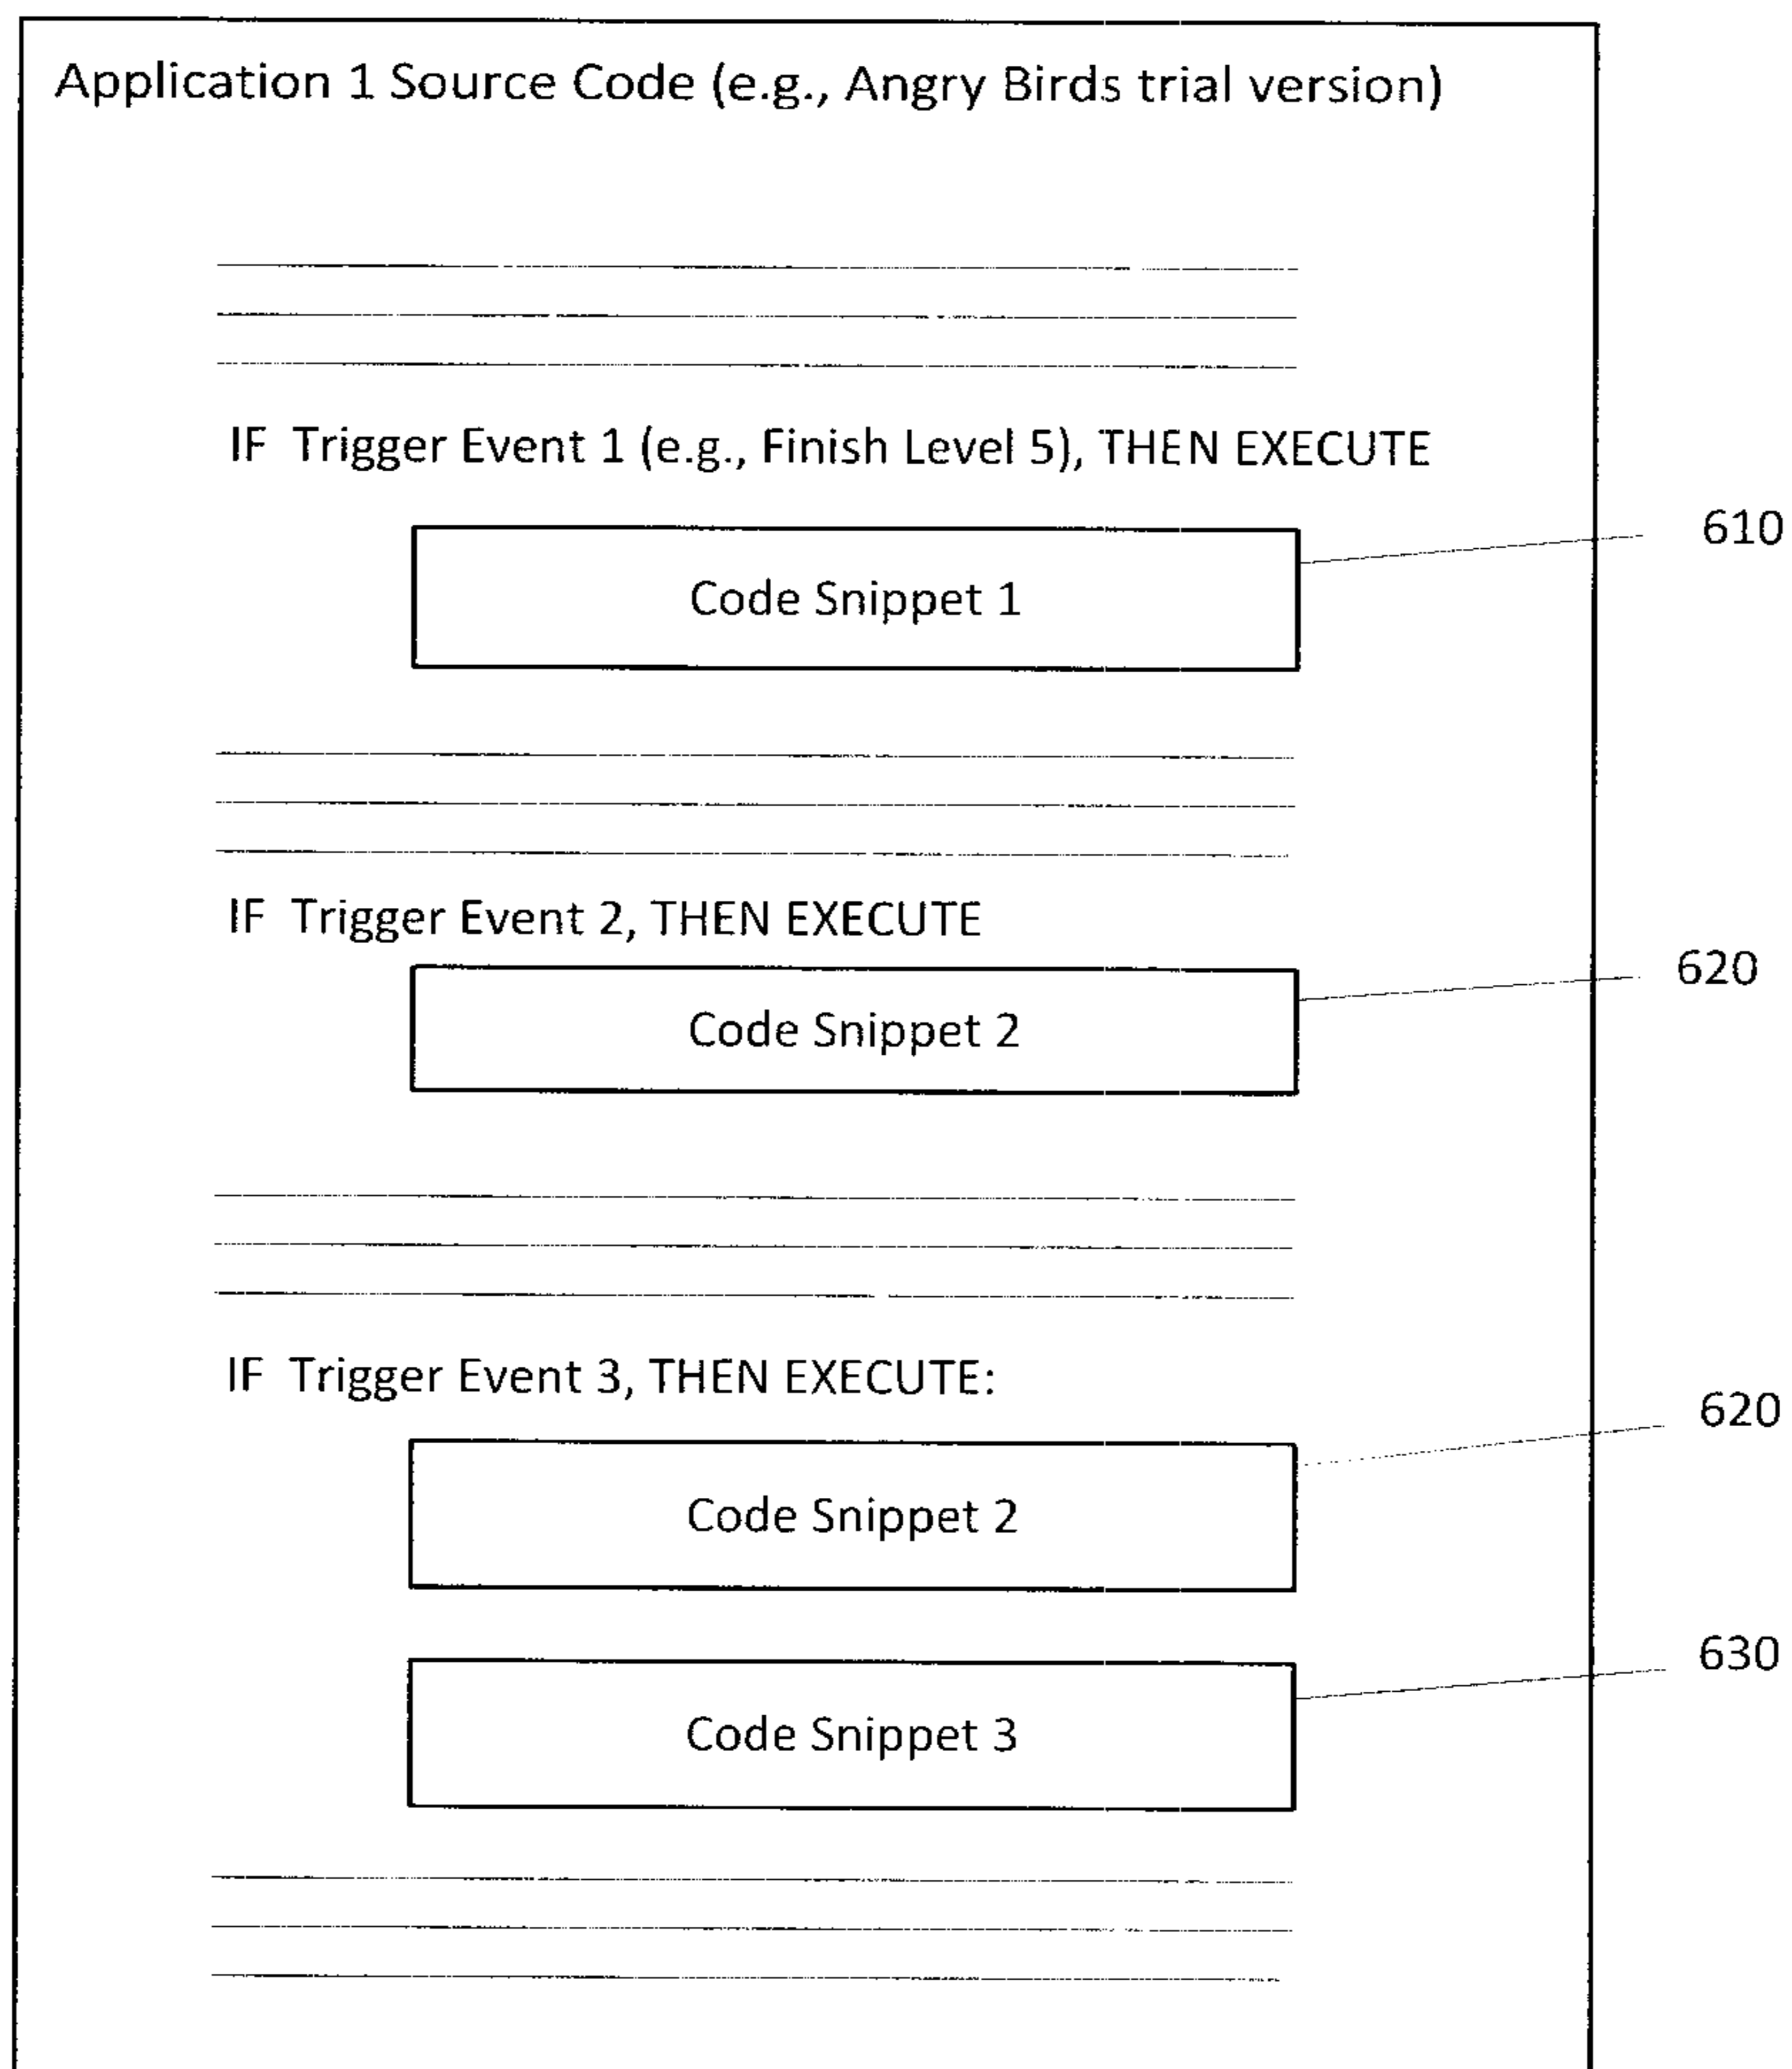 Application 1 Source Code (e.g., Angry Birds trial version)
IF Trigger Event 1 (e.g., Finish Level 5), THEN EXECUTE
610
Code Snippet 1
IF Trigger Event 2, THEN EXECUTE
620
Code Snippet 2
IF Trigger Event 3, THEN EXECUTE:
620
Code Snippet 2
630
Code Snippet 3